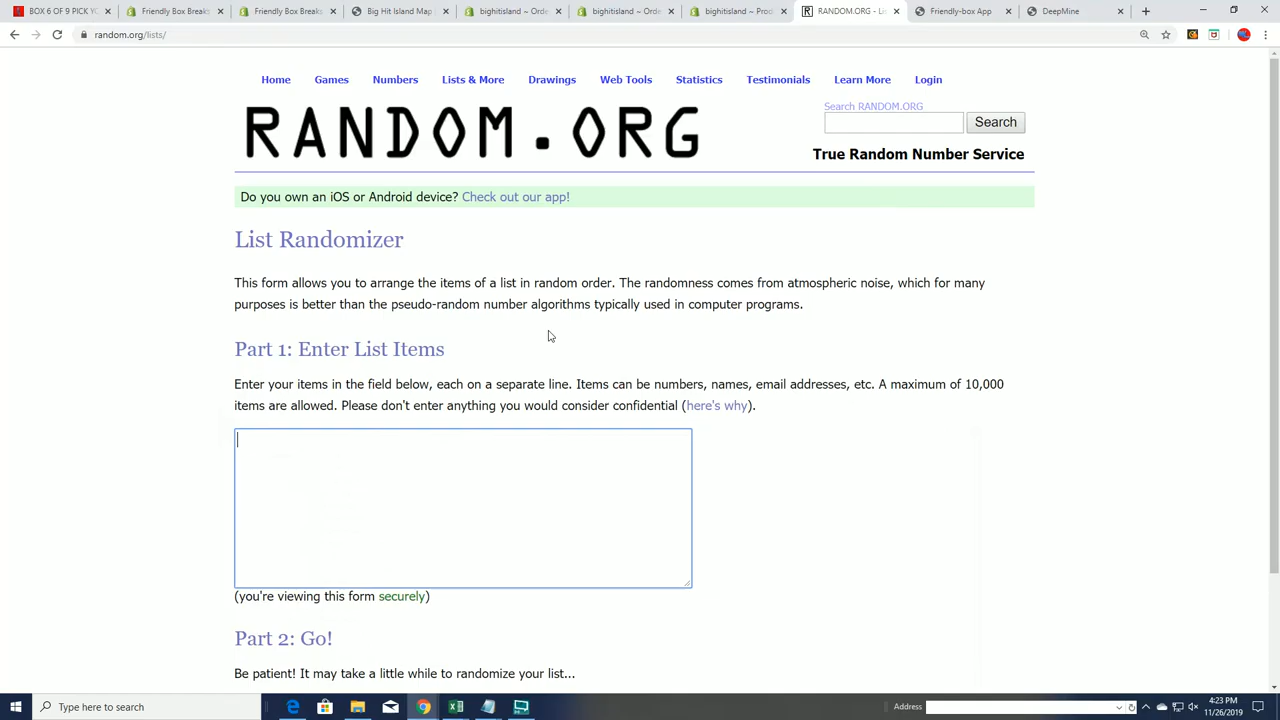 BOX 6 OF 9 PICK YO
Friendly Box Breaks
Friendly Box Breaks
Big Hit Island Map
bighitisland ~ Orde
bighitisland ~ Orde
bighitisland ~ Prod
RANDOM.ORG - Li
Friendly-box App
DeepMine
random.org/lists/
Home Games Numbers Lists & More Drawings Web Tools Statistics Testimonials Learn More Login
RANDOM.ORG
Search RANDOM.ORG
Search
True Random Number Service
Do you own an iOS or Android device? Check out our app!
List Randomizer
This form allows you to arrange the items of a list in random order. The randomness comes from atmospheric noise, which for many
purposes is better than the pseudo-random number algorithms typically used in computer programs.
Part 1: Enter List Items
Enter your items in the field below, each on a separate line. Items can be numbers, names, email addresses, etc. A maximum of 10,000
items are allowed. Please don't enter anything you would consider confidential (here's why).
(you're viewing this form securely)
Part 2: Go!
Be patient! It may take a little while to randomize your list...
Type here to search
Address
4:23 PM
11/26/2019